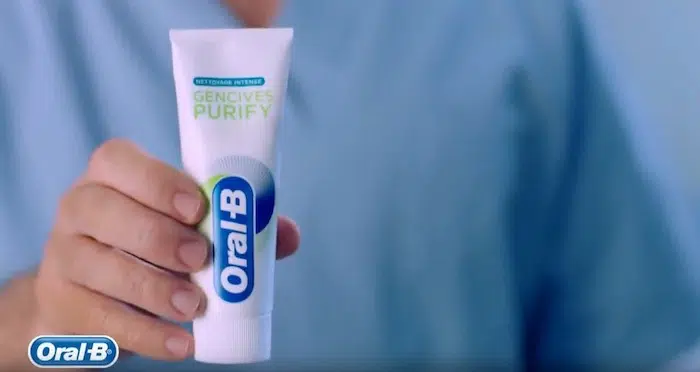 NETTOYAGE INTENSE
GENCIVES
PURIFY
Oral-B
Oral-B